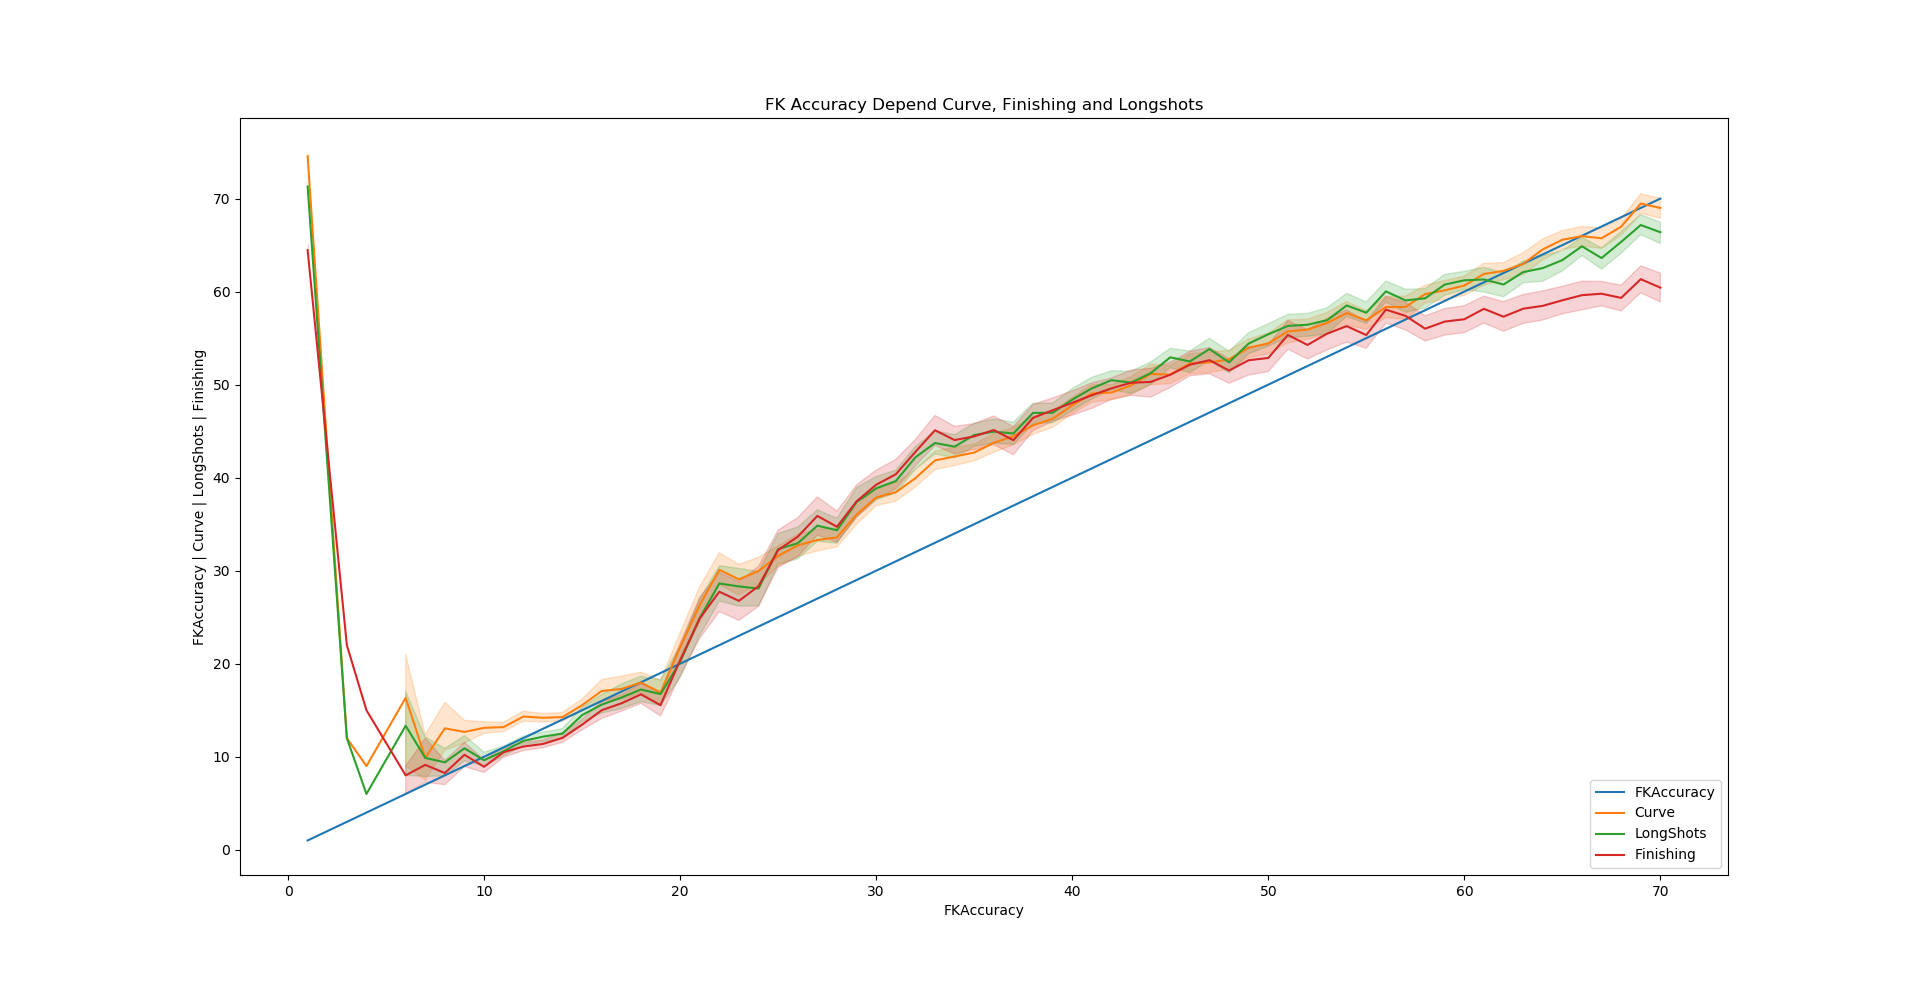 FK Accuracy Depend Curve, Finishing and Longshots
FKAccuracy | Curve | LongShots | Finishing
70
60
50
40
30
20
10
0
0 10 20 30 40 50 60 70
FKAccuracy
FKAccuracy
Curve
LongShots
Finishing